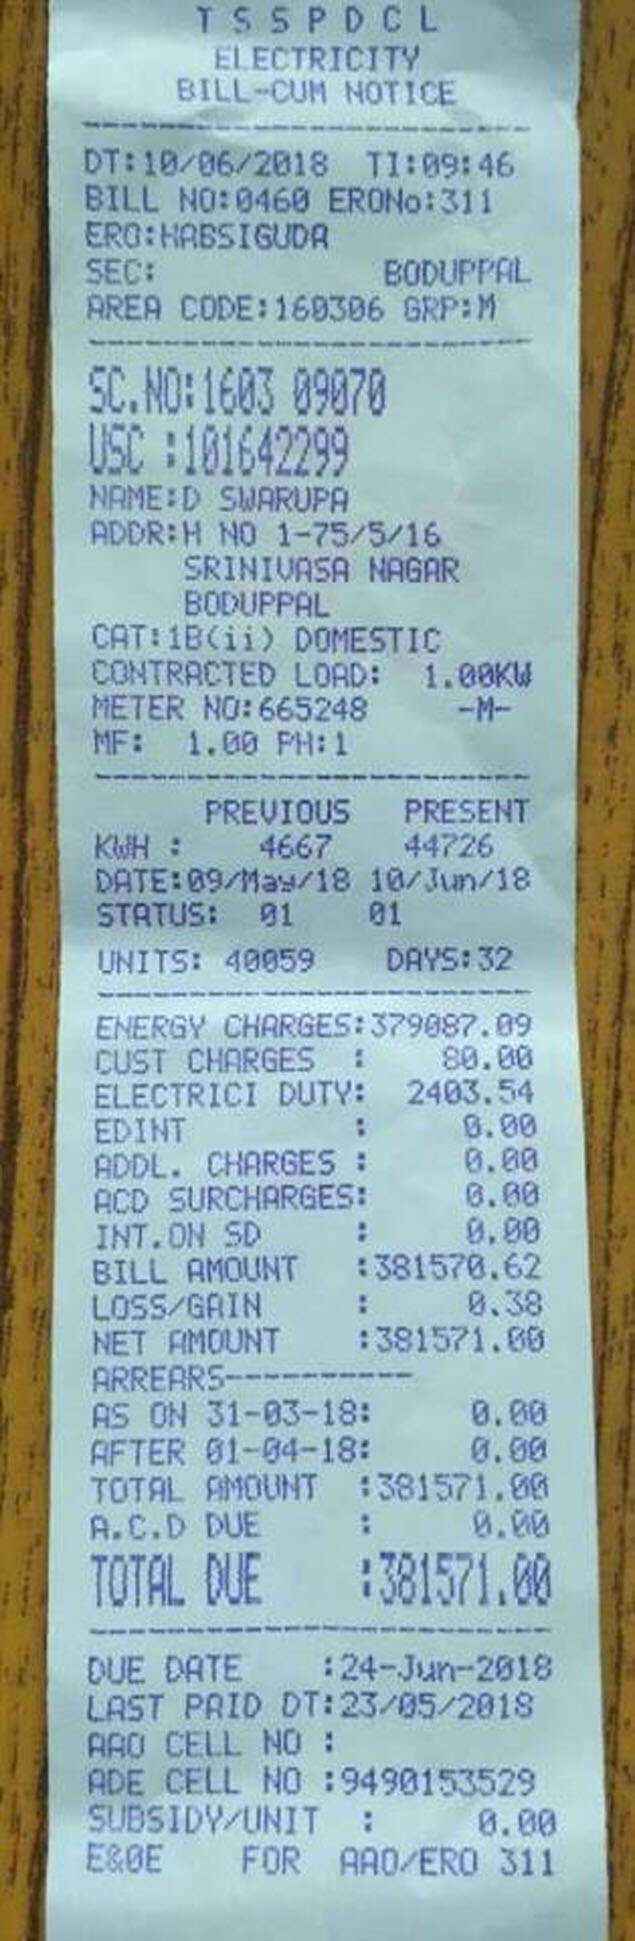 T S S P D C L
ELECTRICITY
BILL-CUM NOTICE
DT:10/06/2018 TI:09:46
BILL NO:0460 ERONo:311
ERO:HABSIGUDA
SEC: BODUPPAL
AREA CODE:160306 GRP:M
SC.NO:1603 09070
USC :101642299
NAME:D SWARUPA
ADDR:H NO 1-75/5/16
SRINIVASA NAGAR
BODUPPAL
CAT:1B(ii) DOMESTIC
CONTRACTED LOAD: 1.00KW
METER NO:665248 -M-
MF: 1.00 PH:1
PREVIOUS PRESENT
KWH : 4667 44726
DATE:09/May/18 10/Jun/18
STATUS: 01 01
UNITS: 40059 DAYS:32
ENERGY CHARGES:379087.09
CUST CHARGES : 80.00
ELECTRICI DUTY: 2403.54
EDINT : 0.00
ADDL. CHARGES : 0.00
ACD SURCHARGES: 0.00
INT.ON SD : 0.00
BILL AMOUNT :381570.62
LOSS/GAIN : 0.38
NET AMOUNT :381571.00
ARREARS----------
AS ON 31-03-18: 0.00
AFTER 01-04-18: 0.00
TOTAL AMOUNT :381571.00
A.C.D DUE : 0.00
TOTAL DUE :381571.00
DUE DATE :24-Jun-2018
LAST PAID DT:23/05/2018
AAO CELL NO :
ADE CELL NO :9490153529
SUBSIDY/UNIT : 0.00
E&OE FOR AAO/ERO 311